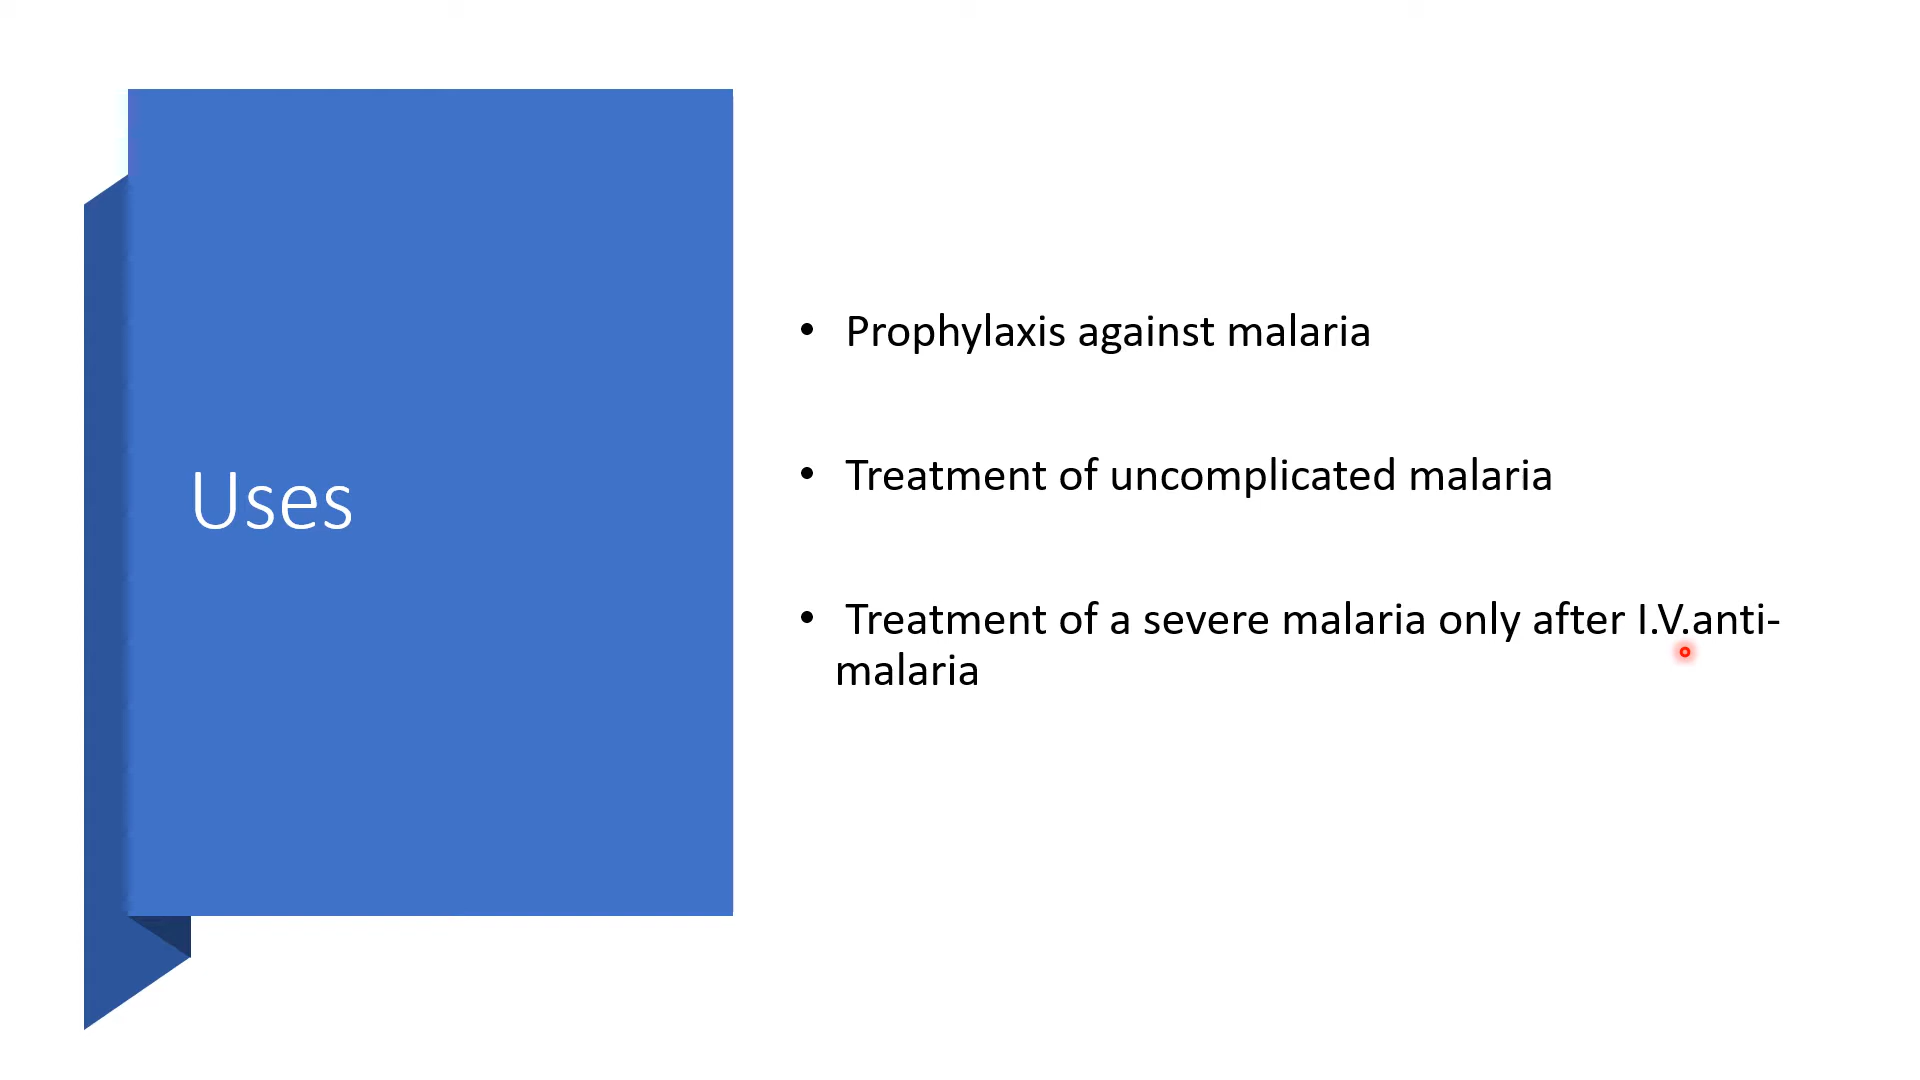 Uses
• Prophylaxis against malaria
• Treatment of uncomplicated malaria
• Treatment of a severe malaria only after I.V.anti-
malaria